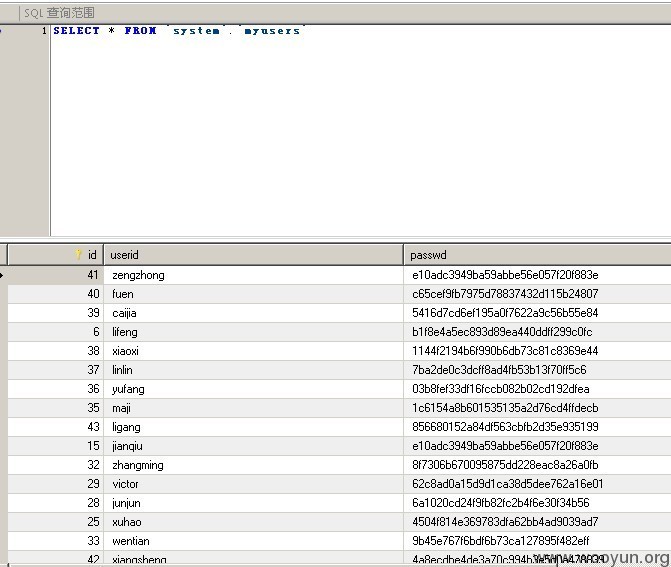 SQL 查询范围
1 SELECT * FROM `system`.`myusers`
id userid passwd
41 zengzhong e10adc3949ba59abbe56e057f20f883e
40 fuen c65cef9fb7975d78837432d115b24807
39 caijia 5416d7cd6ef195a0f7622a9c56b55e84
6 lifeng b1f8e4a5ec893d89ea440ddff299c0fc
38 xiaoxi 1144f2194b6f990b6db73c81c8369e44
37 linlin 7ba2de0c3dcff8ad4fb53b13f70ff5c6
36 yufang 03b8fef33df16fccb082b02cd192dfea
35 maji 1c6154a8b601535135a2d76cd4ffdecb
43 ligang 856680152a84df563cbfb2d35e935199
15 jianqiu e10adc3949ba59abbe56e057f20f883e
32 zhangming 8f7306b670095875dd228eac8a26a0fb
29 victor 62c8ad0a15d9d1ca38d5dee762a16e01
28 junjun 6a1020cd24f9fb82fc2b4f6e30f34b56
25 xuhao 4504f814e369783dfa62bb4ad9039ad7
33 wentian 9b45e767f6bdf6b73ca127895f482eff
42 xiangsheng
www.wooyun.org